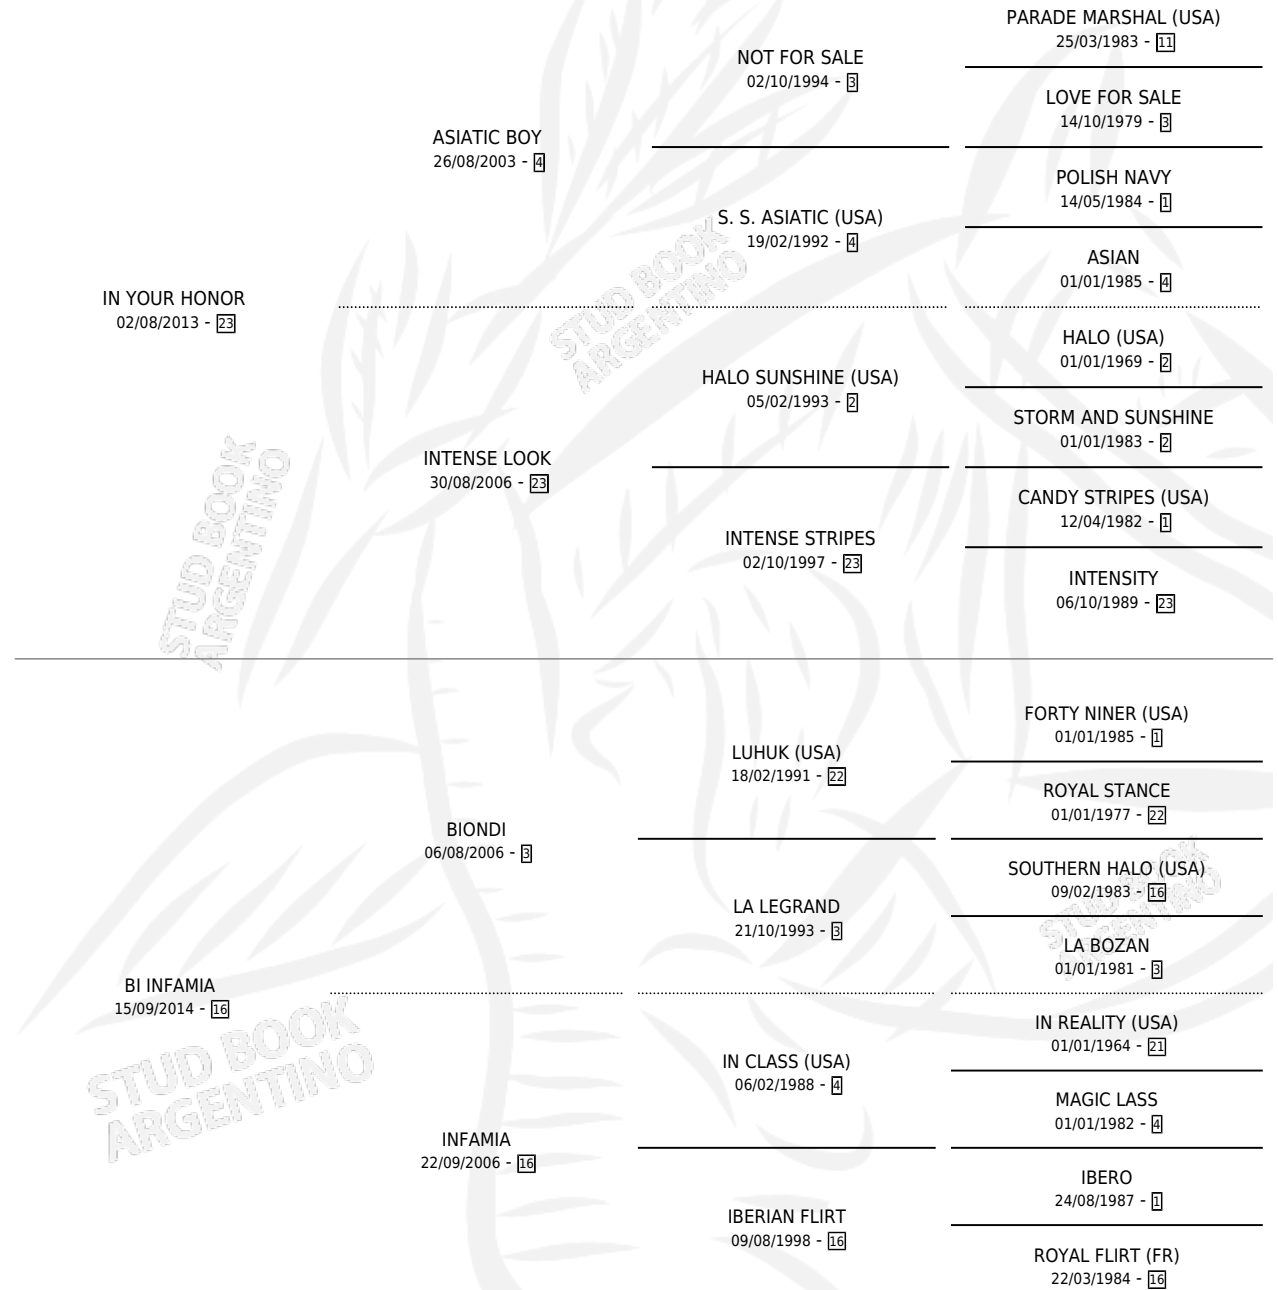 PARADE MARSHAL (USA)
25/03/1983 - 11
NOT FOR SALE
02/10/1994 - 3
LOVE FOR SALE
14/10/1979 - 3
ASIATIC BOY
26/08/2003 - 4
POLISH NAVY
14/05/1984 - 1
S. S. ASIATIC (USA)
19/02/1992 - 4
ASIAN
01/01/1985 - 4
IN YOUR HONOR
02/08/2013 - 23
STUD BOOK
ARGENTINO
HALO (USA)
01/01/1969 - 2
HALO SUNSHINE (USA)
05/02/1993 - 2
STORM AND SUNSHINE
01/01/1983 - 2
INTENSE LOOK
30/08/2006 - 23
CANDY STRIPES (USA)
12/04/1982 - 1
INTENSE STRIPES
02/10/1997 - 23
INTENSITY
06/10/1989 - 23
STUD BOOK
ARGENTINO
FORTY NINER (USA)
01/01/1985 - 1
LUHUK (USA)
18/02/1991 - 22
ROYAL STANCE
01/01/1977 - 22
BIONDI
06/08/2006 - 3
SOUTHERN HALO (USA)
09/02/1983 - 16
LA LEGRAND
21/10/1993 - 3
STUD BOOK
ARGENTINO
LA BOZAN
01/01/1981 - 3
BI INFAMIA
15/09/2014 - 16
STUD BOOK
ARGENTINO
IN REALITY (USA)
01/01/1964 - 21
IN CLASS (USA)
06/02/1988 - 4
MAGIC LASS
01/01/1982 - 4
INFAMIA
22/09/2006 - 16
IBERO
24/08/1987 - 1
IBERIAN FLIRT
09/08/1998 - 16
ROYAL FLIRT (FR)
22/03/1984 - 16